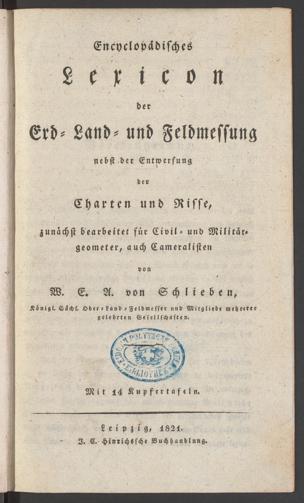 Encyclopädisches
Lexicon
der
Erd- Land- und Feldmessung
nebst der Entwerfung
der
Charten und Risse,
zunächst bearbeitet für Civil- und Militär-
geometer, auch Cameralisten
von
W. E. A. von Schlieben,
Königl. Sächs. Ober-Land-Feldmesser und Mitgliede mehrerer
gelehrten Gesellschaften.
BIBLIOTHEK
Mit 14 Kupfertafeln.
Leipzig, 1821.
J. C. Hinrichsche Buchhandlung.